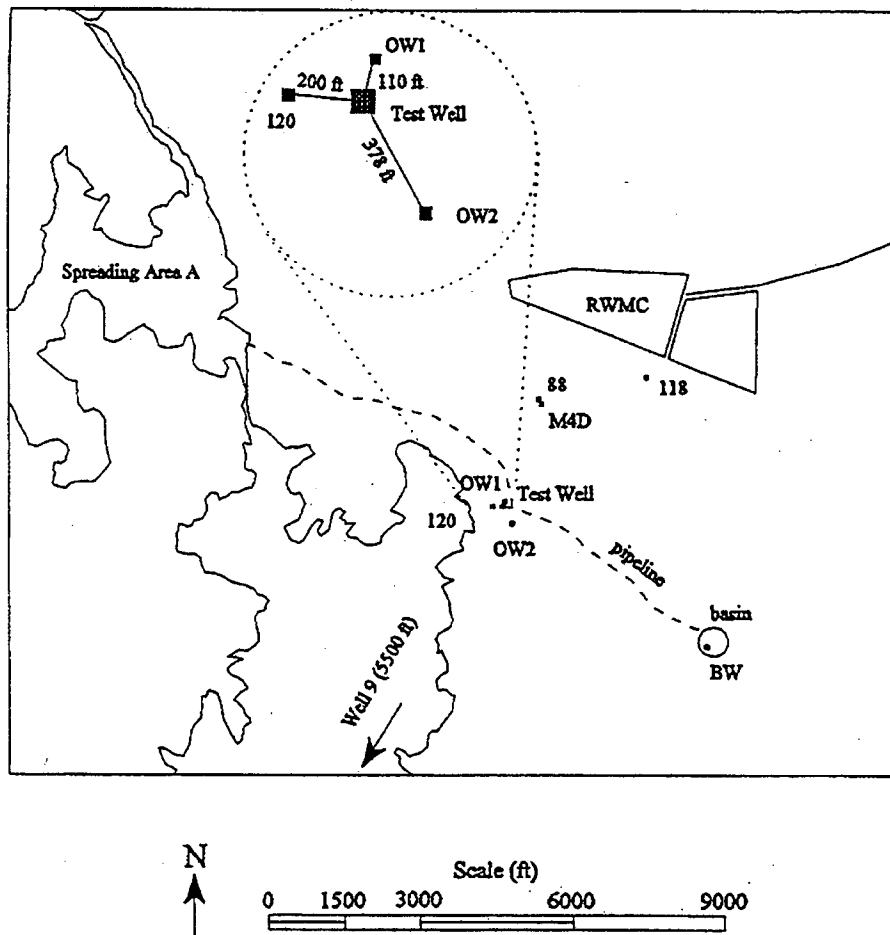 OW1
200 ft
110 ft
120
Test Well
378 ft
OW2
Spreading Area A
RWMC
88
118
M4D
OW1
Test Well
120
OW2
pipeline
basin
BW
Well 9 (5500 ft)
N
Scale (ft)
0 1500 3000 6000 9000